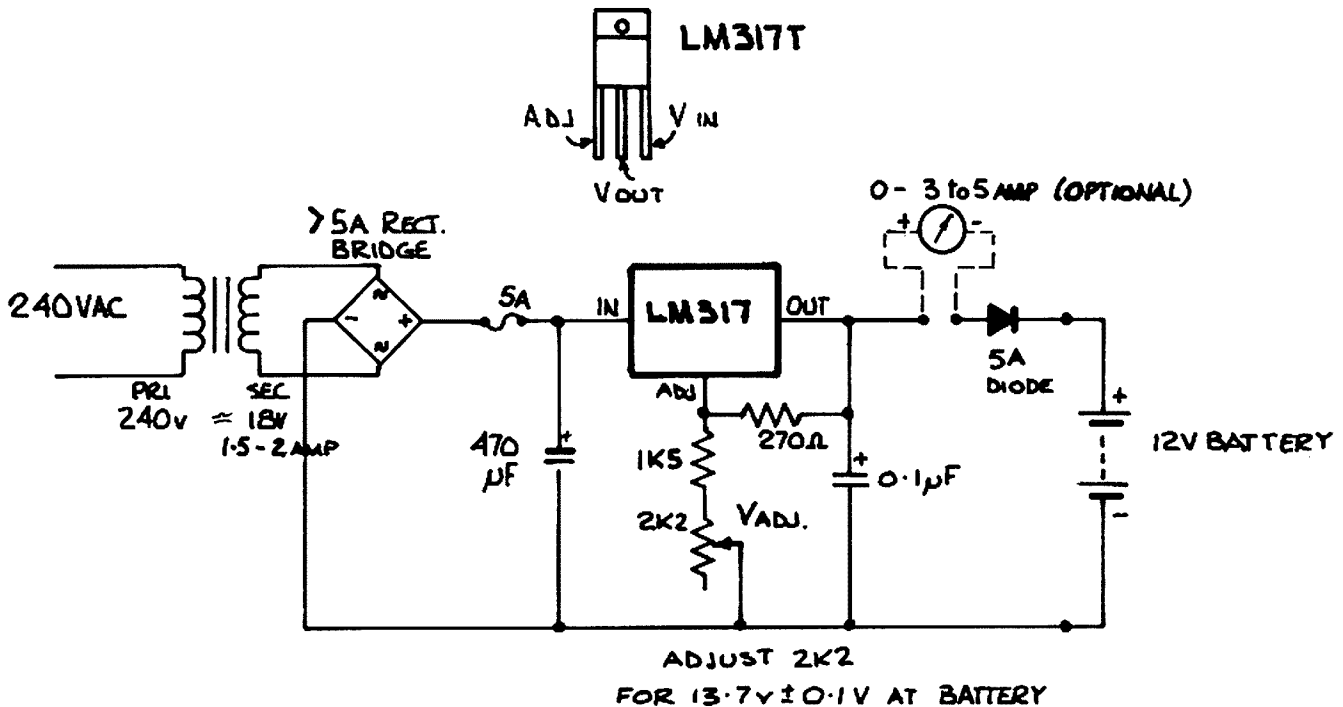 LM317T
ADJ
V IN
VOUT
0 - 3 to 5 AMP (OPTIONAL)
+ -
> 5A RECT.
BRIDGE
240VAC
~
- +
~
5A
IN
LM317
OUT
ADJ
5A
DIODE
PRI
240v ≈
SEC
18V
1.5-2 AMP
470
µF
+
1K5
270Ω
+
0.1µF
+
12V BATTERY
-
2K2
VADJ.
ADJUST 2K2
FOR 13.7v ± 0.1V AT BATTERY